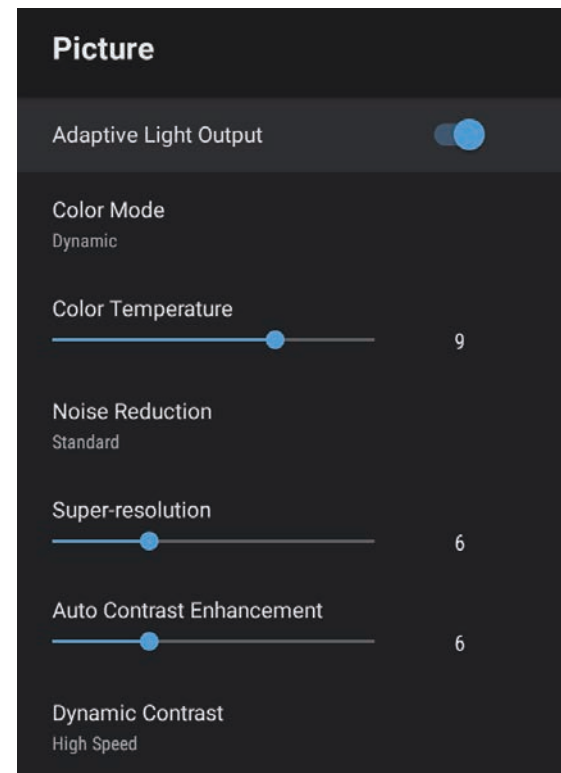 Picture
Adaptive Light Output
Color Mode
Dynamic
Color Temperature
9
Noise Reduction
Standard
Super-resolution
6
Auto Contrast Enhancement
6
Dynamic Contrast
High Speed